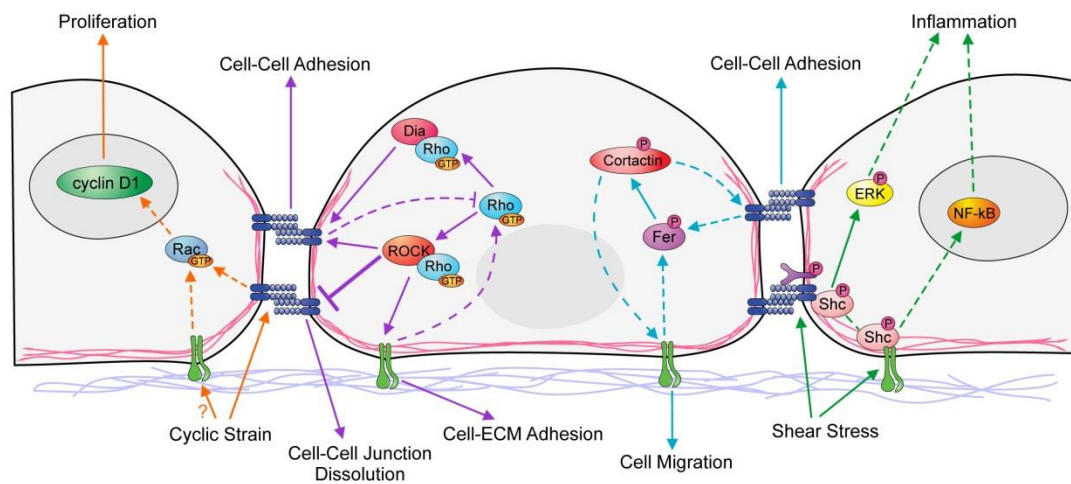 Proliferation
Inflammation
Cell-Cell Adhesion
Cell-Cell Adhesion
Dia
Rho
GTP
P
Cortactin
P
ERK
cyclin D1
Rho
GTP
NF-kB
P
Fer
Rac
GTP
ROCK
Rho
GTP
P
P
Shc
P
Shc
?
Cyclic Strain
Cell-ECM Adhesion
Shear Stress
Cell-Cell Junction
Dissolution
Cell Migration